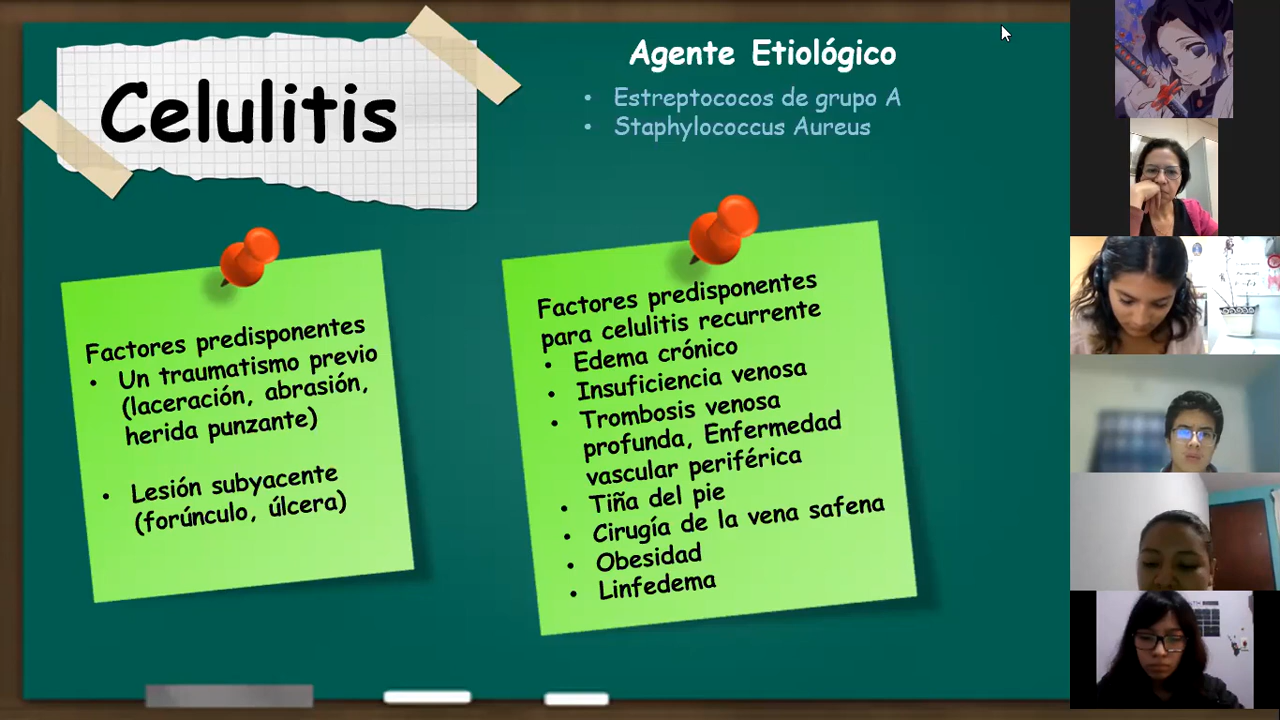 Celulitis
Agente Etiológico
• Estreptococos de grupo A
• Staphylococcus Aureus
Factores predisponentes
• Un traumatismo previo
(laceración, abrasión,
herida punzante)
• Lesión subyacente
(forúnculo, úlcera)
Factores predisponentes
para celulitis recurrente
• Edema crónico
• Insuficiencia venosa
• Trombosis venosa
profunda, Enfermedad
vascular periférica
• Tiña del pie
• Cirugía de la vena safena
• Obesidad
• Linfedema